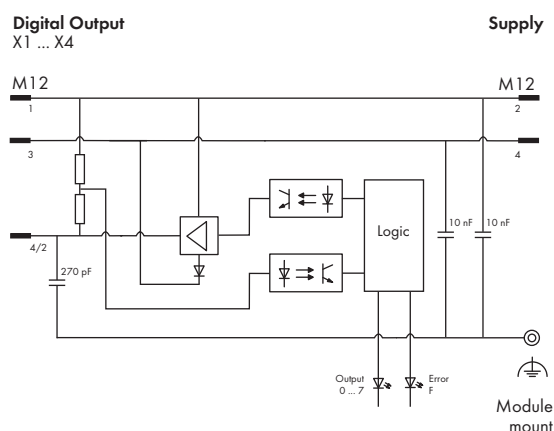 Digital Output
X1 ... X4
Supply
M12
M12
1
2
3
4
10 nF
10 nF
Logic
4/2
270 pF
Output
0 ... 7
Error
F
Module
mount